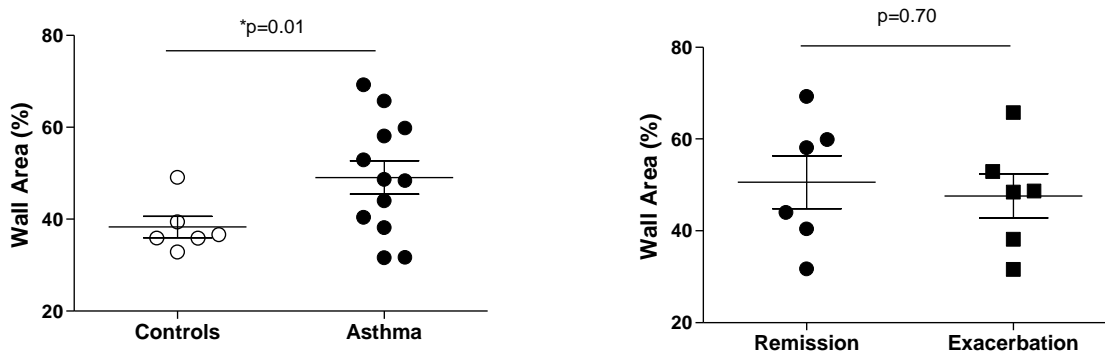 *p=0.01
80
60
40
20
Wall Area (%)
Controls
Asthma
p=0.70
80
60
40
20
Wall Area (%)
Remission
Exacerbation